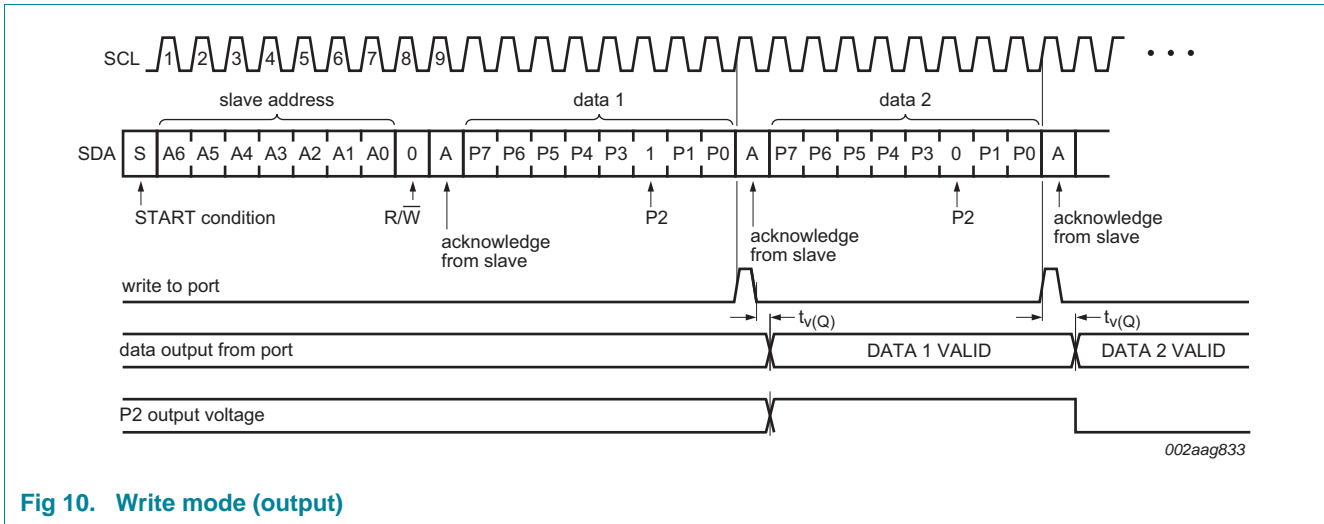 SCL 1 2 3 4 5 6 7 8 9 • • •
slave address data 1 data 2
SDA S A6 A5 A4 A3 A2 A1 A0 0 A P7 P6 P5 P4 P3 1 P1 P0 A P7 P6 P5 P4 P3 0 P1 P0 A
START condition R/W̅ acknowledge from slave P2 acknowledge from slave P2 acknowledge from slave
write to port
tv(Q) tv(Q)
data output from port DATA 1 VALID DATA 2 VALID
P2 output voltage
002aag833
Fig 10. Write mode (output)